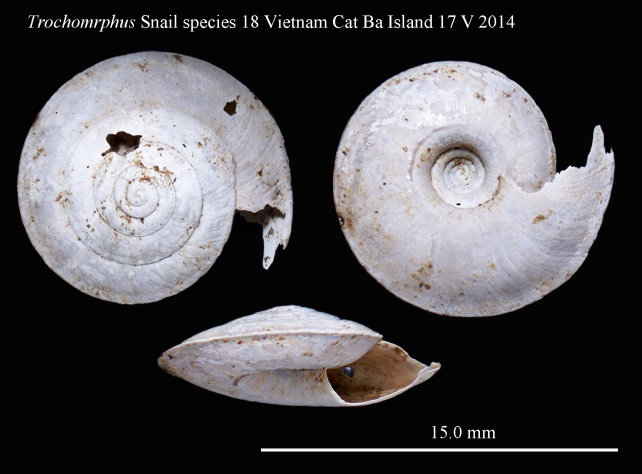 Trochomrphus Snail species 18 Vietnam Cat Ba Island 17 V 2014
15.0 mm